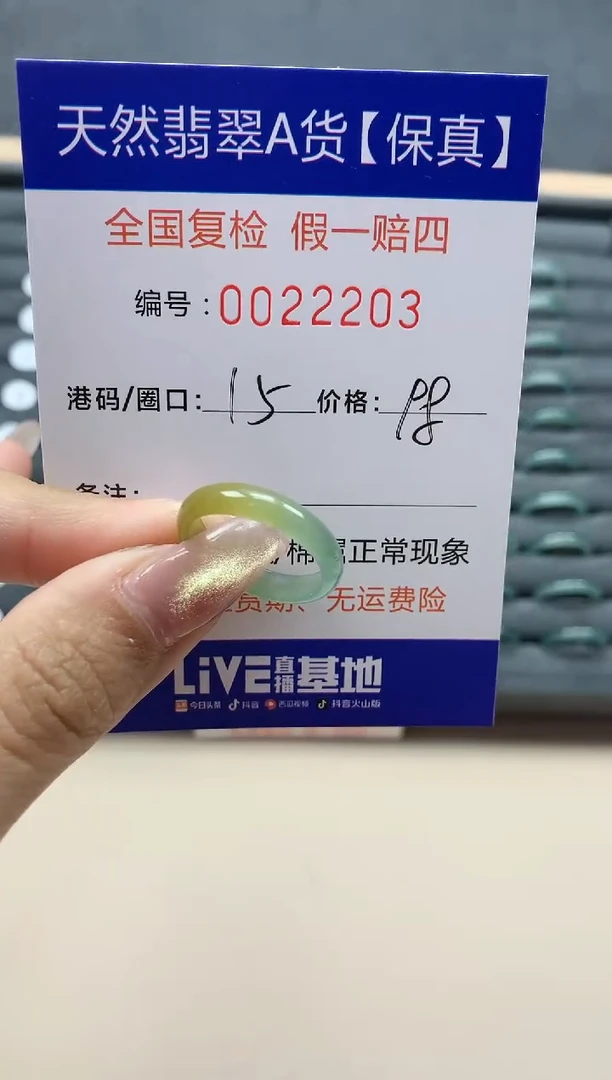 天然翡翠A货【保真】
全国复检 假一赔四
编号:0022203
港码/圈口: 15 价格:
备注:
棉属正常现象
无运费险
LiVE直播基地
今日头条 抖音 西瓜视频 抖音火山版